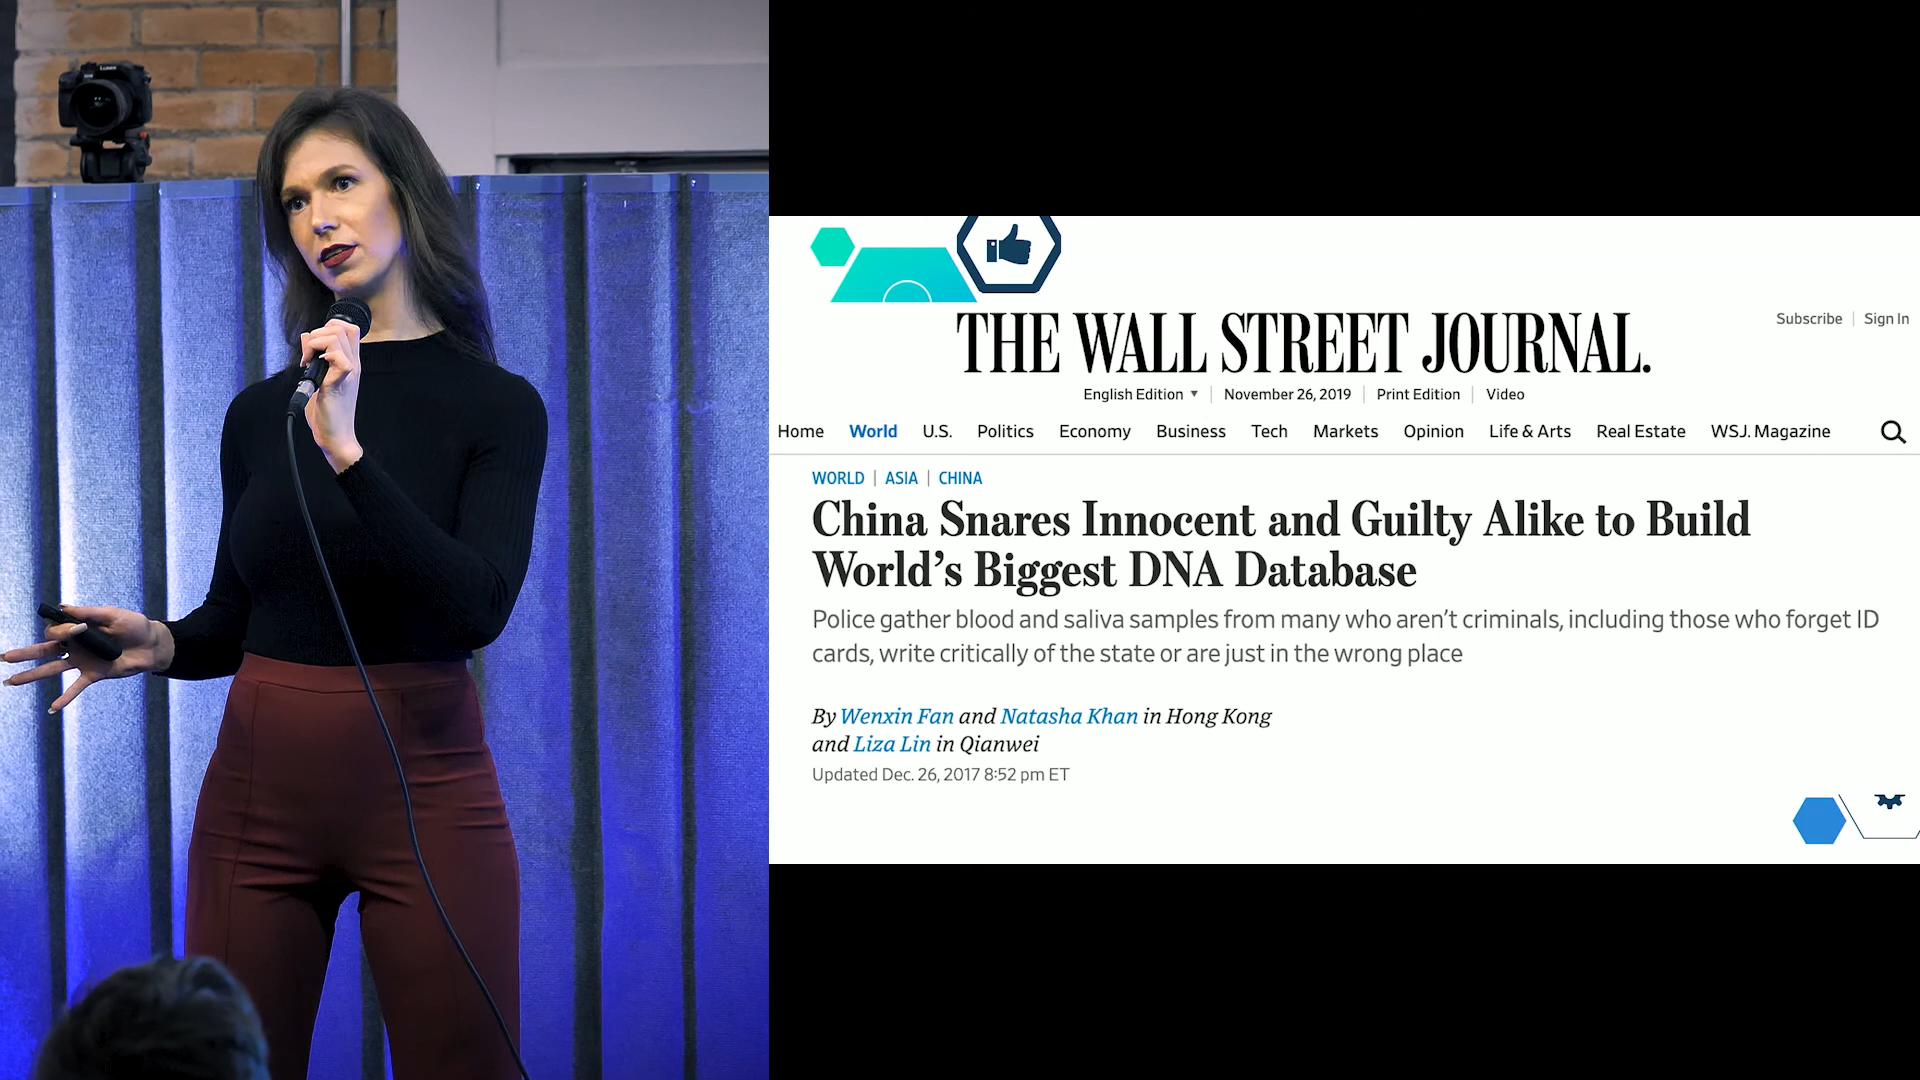 LUMIX
THE WALL STREET JOURNAL.
Subscribe | Sign In
English Edition ▼ | November 26, 2019 | Print Edition | Video
Home World U.S. Politics Economy Business Tech Markets Opinion Life & Arts Real Estate WSJ. Magazine
WORLD | ASIA | CHINA
China Snares Innocent and Guilty Alike to Build
World’s Biggest DNA Database
Police gather blood and saliva samples from many who aren’t criminals, including those who forget ID
cards, write critically of the state or are just in the wrong place
By Wenxin Fan and Natasha Khan in Hong Kong
and Liza Lin in Qianwei
Updated Dec. 26, 2017 8:52 pm ET